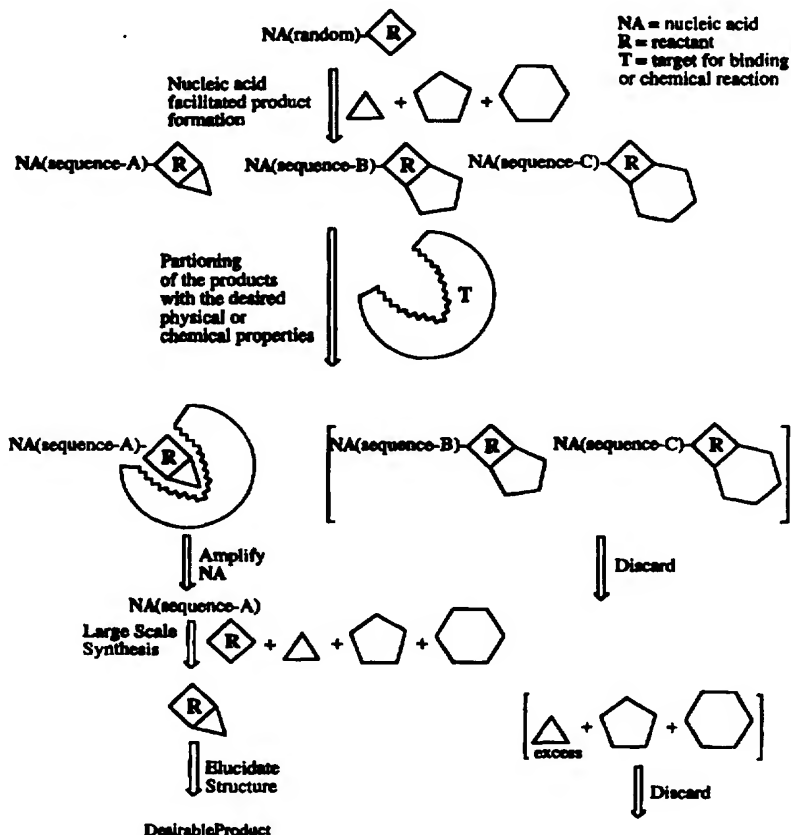 NA(random)-R
NA = nucleic acid
R = reactant
T = target for binding
or chemical reaction
Nucleic acid
facilitated product
formation
+ +
NA(sequence-A)-R
NA(sequence-B)-R
NA(sequence-C)-R
Partioning
of the products
with the desired
physical or
chemical properties
T
NA(sequence-A)-
R
NA(sequence-B)-R
NA(sequence-C)-R
Amplify
NA
Discard
NA(sequence-A)
Large Scale
Synthesis
R + + +
R
+ +
excess
Elucidate
Structure
Discard
DesirableProduct